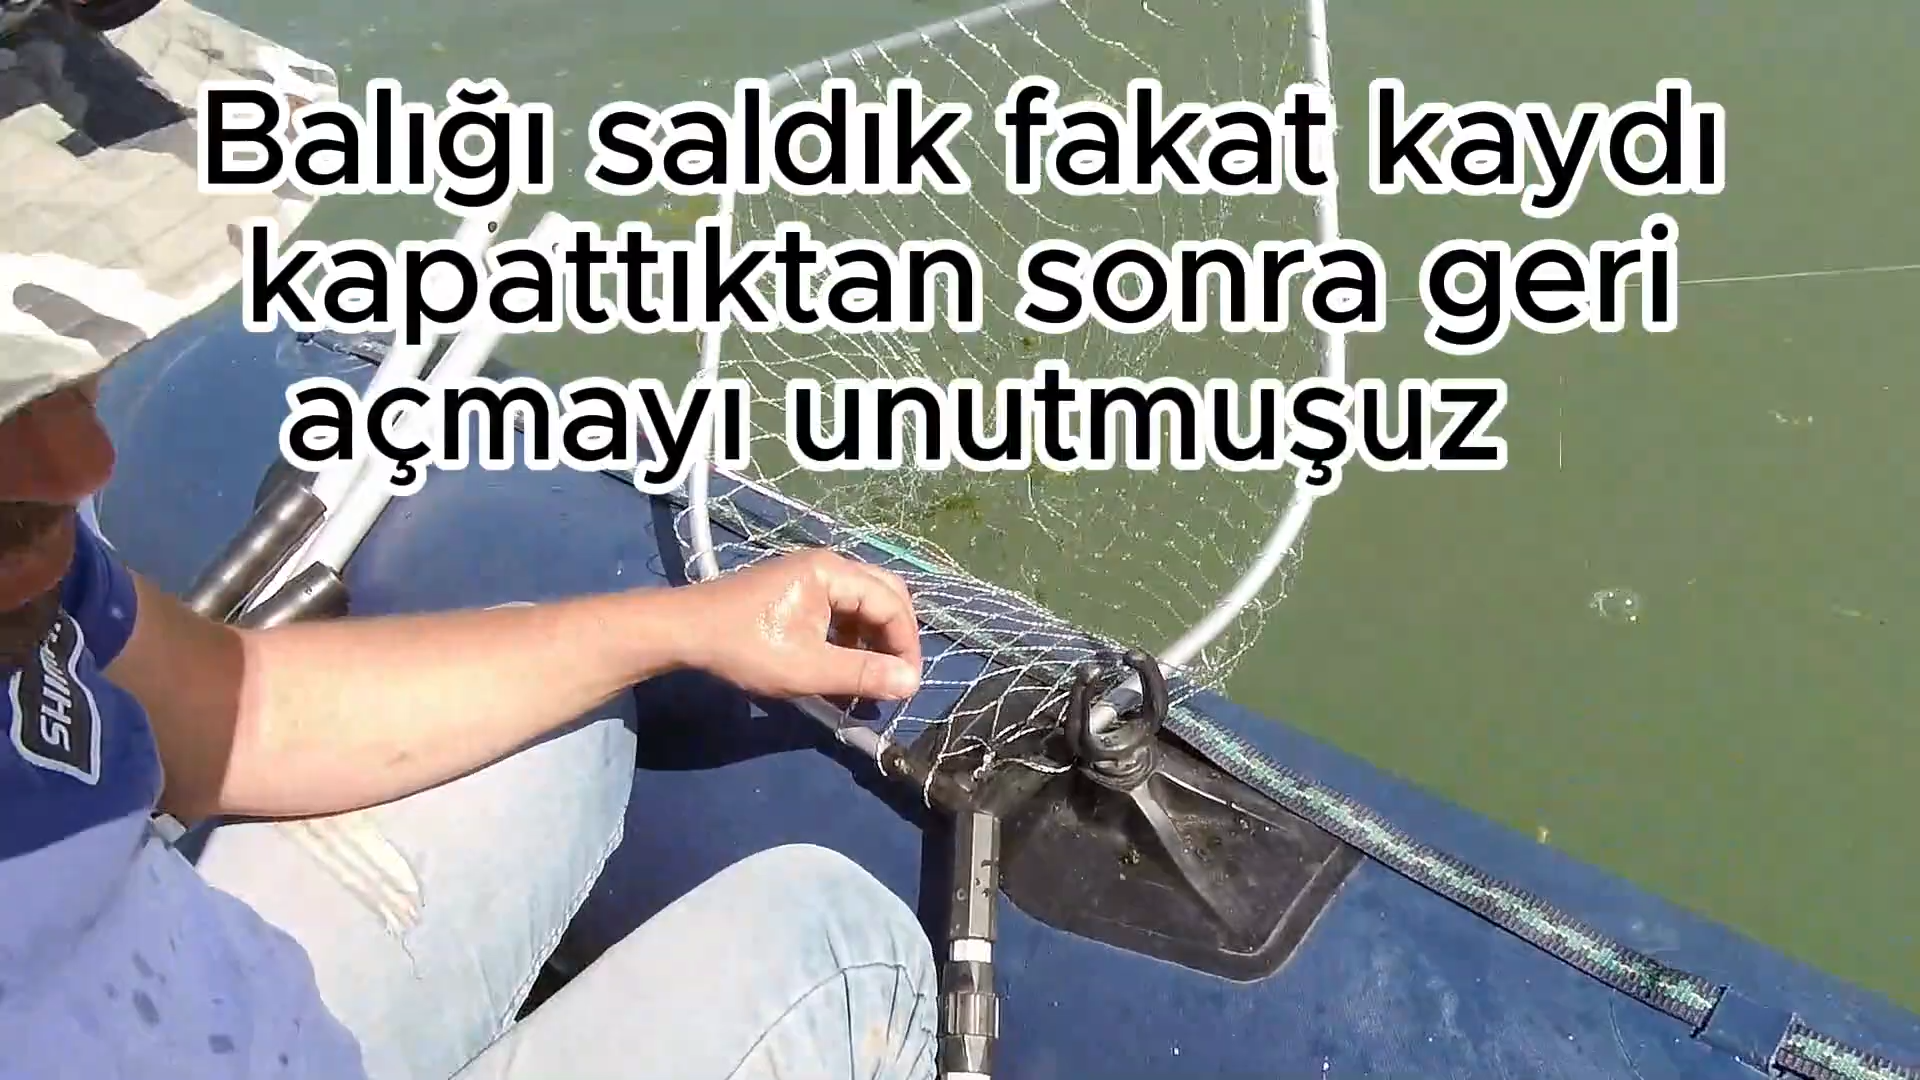 Balığı saldık fakat kaydı
kapattıktan sonra geri
açmayı unutmuşuz